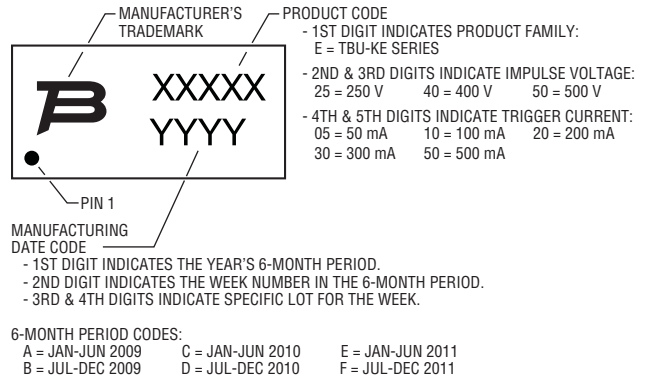 MANUFACTURER'S
TRADEMARK
PRODUCT CODE
- 1ST DIGIT INDICATES PRODUCT FAMILY:
E = TBU-KE SERIES
- 2ND & 3RD DIGITS INDICATE IMPULSE VOLTAGE:
25 = 250 V 40 = 400 V 50 = 500 V
- 4TH & 5TH DIGITS INDICATE TRIGGER CURRENT:
05 = 50 mA 10 = 100 mA 20 = 200 mA
30 = 300 mA 50 = 500 mA
B
XXXXX
YYYY
PIN 1
MANUFACTURING
DATE CODE
- 1ST DIGIT INDICATES THE YEAR'S 6-MONTH PERIOD.
- 2ND DIGIT INDICATES THE WEEK NUMBER IN THE 6-MONTH PERIOD.
- 3RD & 4TH DIGITS INDICATE SPECIFIC LOT FOR THE WEEK.
6-MONTH PERIOD CODES:
A = JAN-JUN 2009 C = JAN-JUN 2010 E = JAN-JUN 2011
B = JUL-DEC 2009 D = JUL-DEC 2010 F = JUL-DEC 2011